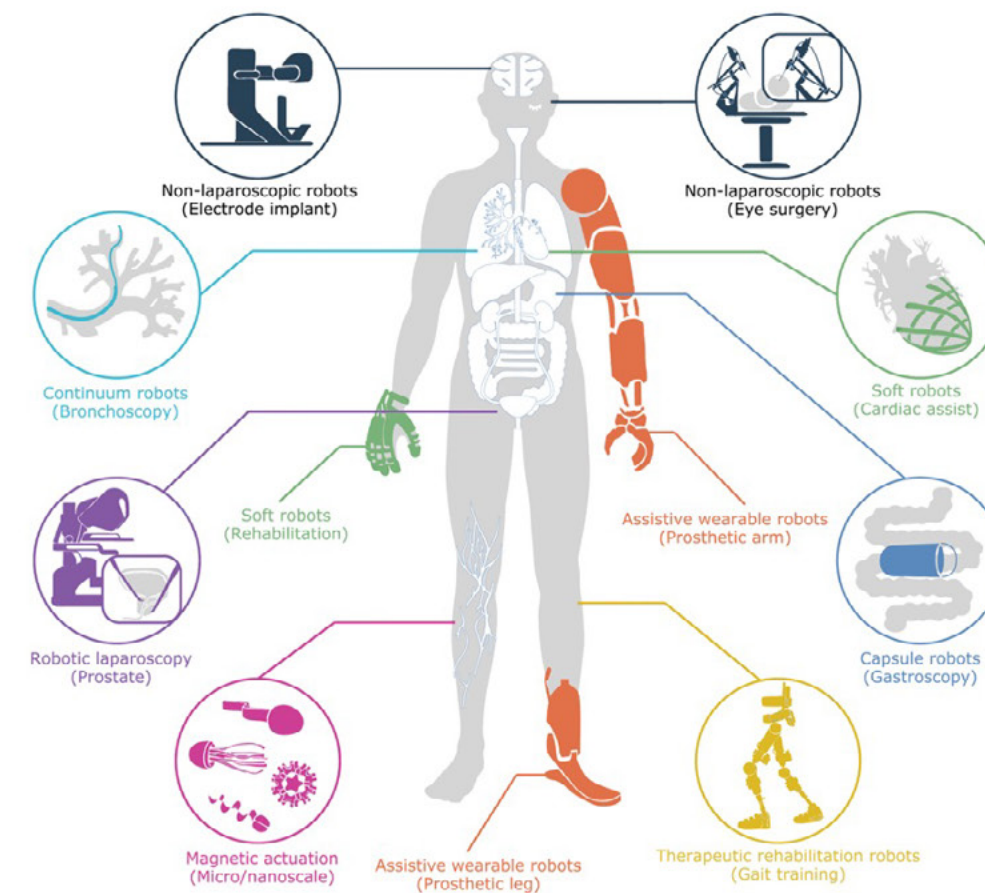 Non-laparoscopic robots
(Electrode implant)
Non-laparoscopic robots
(Eye surgery)
Continuum robots
(Bronchoscopy)
Soft robots
(Cardiac assist)
Soft robots
(Rehabilitation)
Assistive wearable robots
(Prosthetic arm)
Robotic laparoscopy
(Prostate)
Capsule robots
(Gastroscopy)
Magnetic actuation
(Micro/nanoscale)
Assistive wearable robots
(Prosthetic leg)
Therapeutic rehabilitation robots
(Gait training)